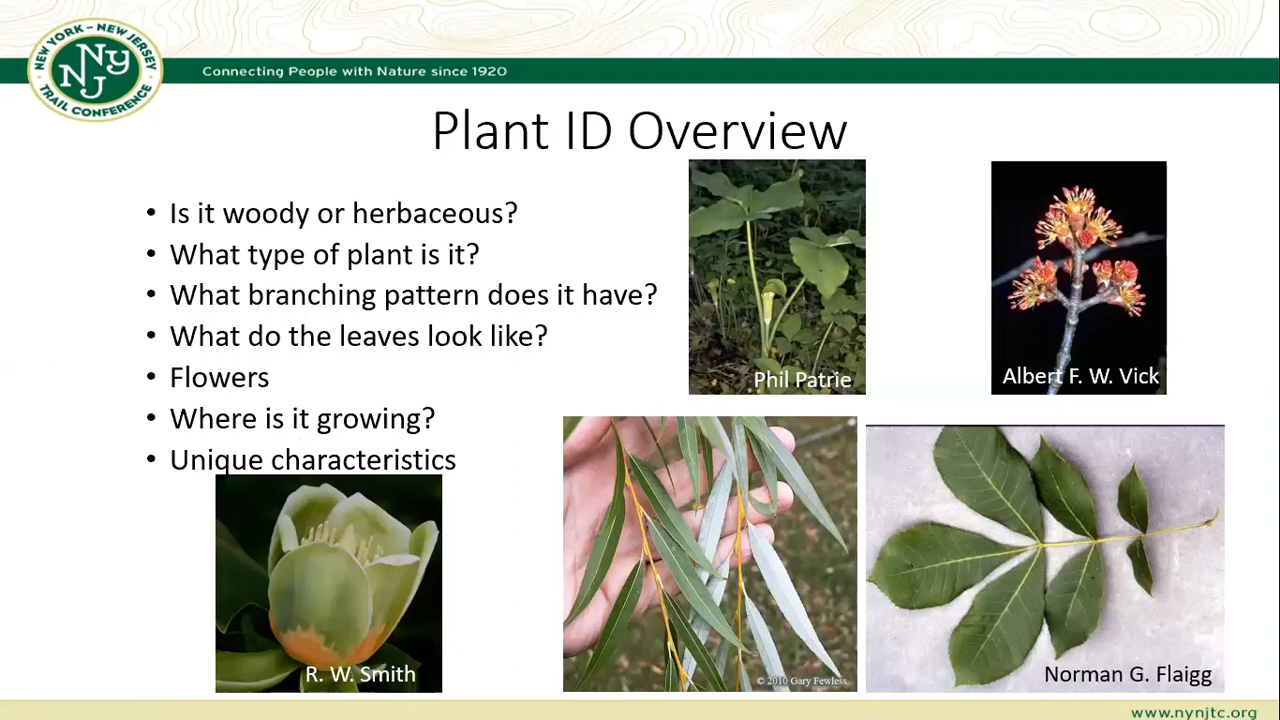 NEW YORK – NEW JERSEY
NY
NJ
TRAIL CONFERENCE
Connecting People with Nature since 1920
Plant ID Overview
• Is it woody or herbaceous?
• What type of plant is it?
• What branching pattern does it have?
• What do the leaves look like?
• Flowers
• Where is it growing?
• Unique characteristics
Phil Patrie
Albert F. W. Vick
R. W. Smith
© 2010 Gary Fewless
Norman G. Flaigg
www.nynjtc.org